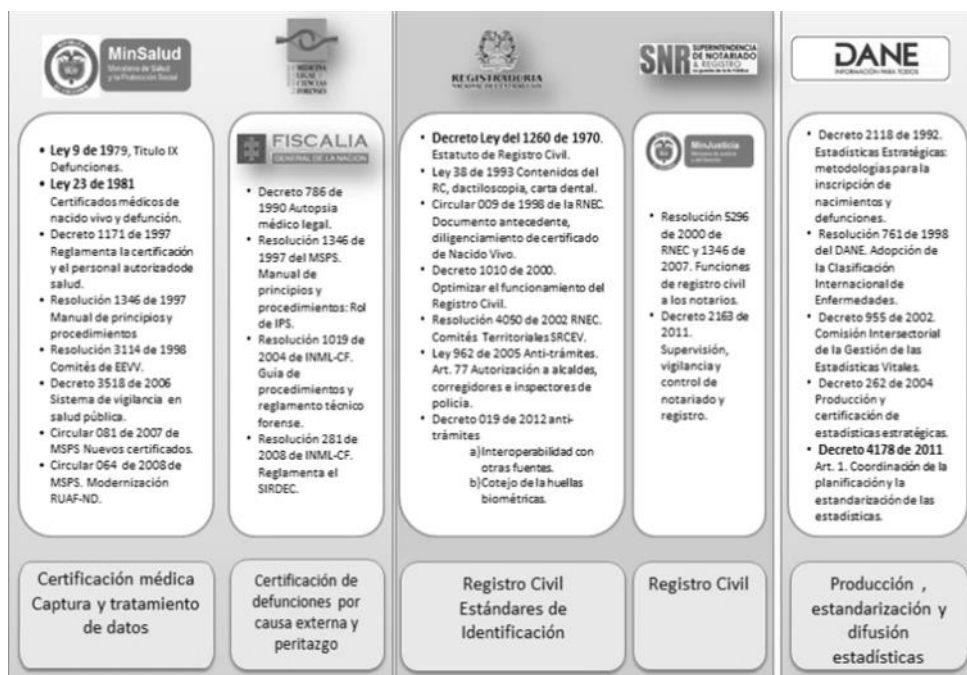 MinSalud
Ministerio de Salud
y la Protección Social
MEDICINA
LEGAL &
CIENCIAS
FORENSES
REGISTRADURIA
NACIONAL DEL ESTADO CIVIL
SNR SUPERINTENDENCIA
DE NOTARIADO
& REGISTRO
DANE
INFORMACIÓN PARA TODOS
• Ley 9 de 1979, Titulo IX
Defunciones.
• Ley 23 de 1981
Certificados médicos de
nacido vivo y defunción.
• Decreto 1171 de 1997
Reglamenta la certificación
y el personal autorizado de
salud.
• Resolución 1346 de 1997
Manual de principios y
procedimientos
• Resolución 3114 de 1998
Comités de EEVV.
• Decreto 3518 de 2006
Sistema de vigilancia en
salud pública.
• Circular 081 de 2007 de
MSPS Nuevos certificados.
• Circular 064 de 2008 de
MSPS. Modernización
RUAF-ND.
FISCALIA
GENERAL DE LA NACION
• Decreto 786 de
1990 Autopsia
médico legal.
• Resolución 1346 de
1997 del MSPS.
Manual de
principios y
procedimientos: Rol
de IPS.
• Resolución 1019 de
2004 de INML-CF.
Guía de
procedimientos y
reglamento técnico
forense.
• Resolución 281 de
2008 de INML-CF.
Reglamenta el
SIRDEC.
• Decreto Ley del 1260 de 1970.
Estatuto de Registro Civil.
• Ley 38 de 1993 Contenidos del
RC, dactiloscopia, carta dental.
• Circular 009 de 1998 de la RNEC.
Documento antecedente,
diligenciamiento de certificado
de Nacido Vivo.
• Decreto 1010 de 2000.
Optimizar el funcionamiento del
Registro Civil.
• Resolución 4050 de 2002 RNEC.
Comités Territoriales SRCEV.
• Ley 962 de 2005 Anti-trámites.
Art. 77 Autorización a alcaldes,
corregidores e inspectores de
policía.
• Decreto 019 de 2012 anti-
trámites
a)Interoperabilidad con
otras fuentes.
b)Cotejo de la huellas
biométricas.
MinJusticia
• Resolución 5296
de 2000 de
RNEC y 1346 de
2007. Funciones
de registro civil
a los notarios.
• Decreto 2163 de
2011.
Supervisión,
vigilancia y
control de
notariado y
registro.
• Decreto 2118 de 1992.
Estadísticas Estratégicas:
metodologías para la
inscripción de
nacimientos y
defunciones.
• Resolución 761 de 1998
del DANE. Adopción de
la Clasificación
Internacional de
Enfermedades.
• Decreto 955 de 2002.
Comisión Intersectorial
de la Gestión de las
Estadísticas Vitales.
• Decreto 262 de 2004
Producción y
certificación de
estadísticas estratégicas.
• Decreto 4178 de 2011
Art. 1. Coordinación de la
planificación y la
estandarización de las
estadísticas.
Certificación médica
Captura y tratamiento
de datos
Certificación de
defunciones por
causa externa y
peritazgo
Registro Civil
Estándares de
Identificación
Registro Civil
Producción ,
estandarización y
difusión
estadísticas